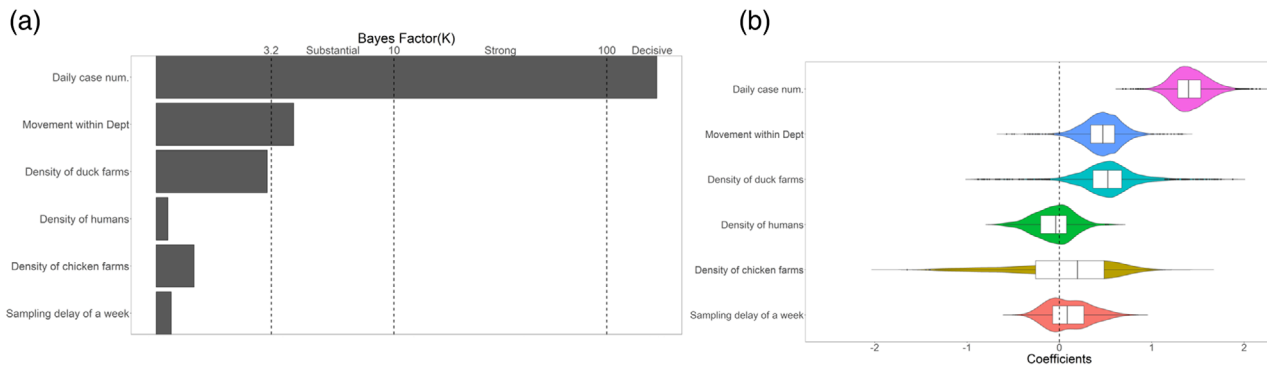 (a)
Bayes Factor(K)
3.2 Substantial 10 Strong 100 Decisive
Daily case num.
Movement within Dept
Density of duck farms
Density of humans
Density of chicken farms
Sampling delay of a week
(b)
Daily case num.
Movement within Dept
Density of duck farms
Density of humans
Density of chicken farms
Sampling delay of a week
-2 -1 0 1 2
Coefficients